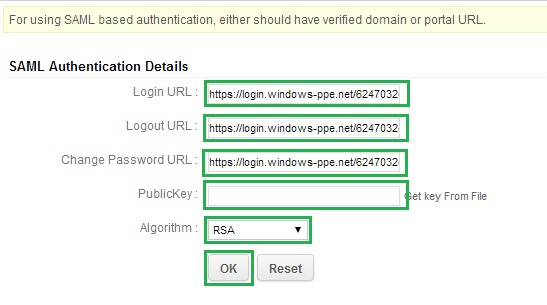 For using SAML based authentication, either should have verified domain or portal URL.
SAML Authentication Details
Login URL : https://login.windows-ppe.net/6247032
Logout URL : https://login.windows-ppe.net/6247032
Change Password URL : https://login.windows-ppe.net/6247032
PublicKey : Get key From File
Algorithm : RSA
OK Reset